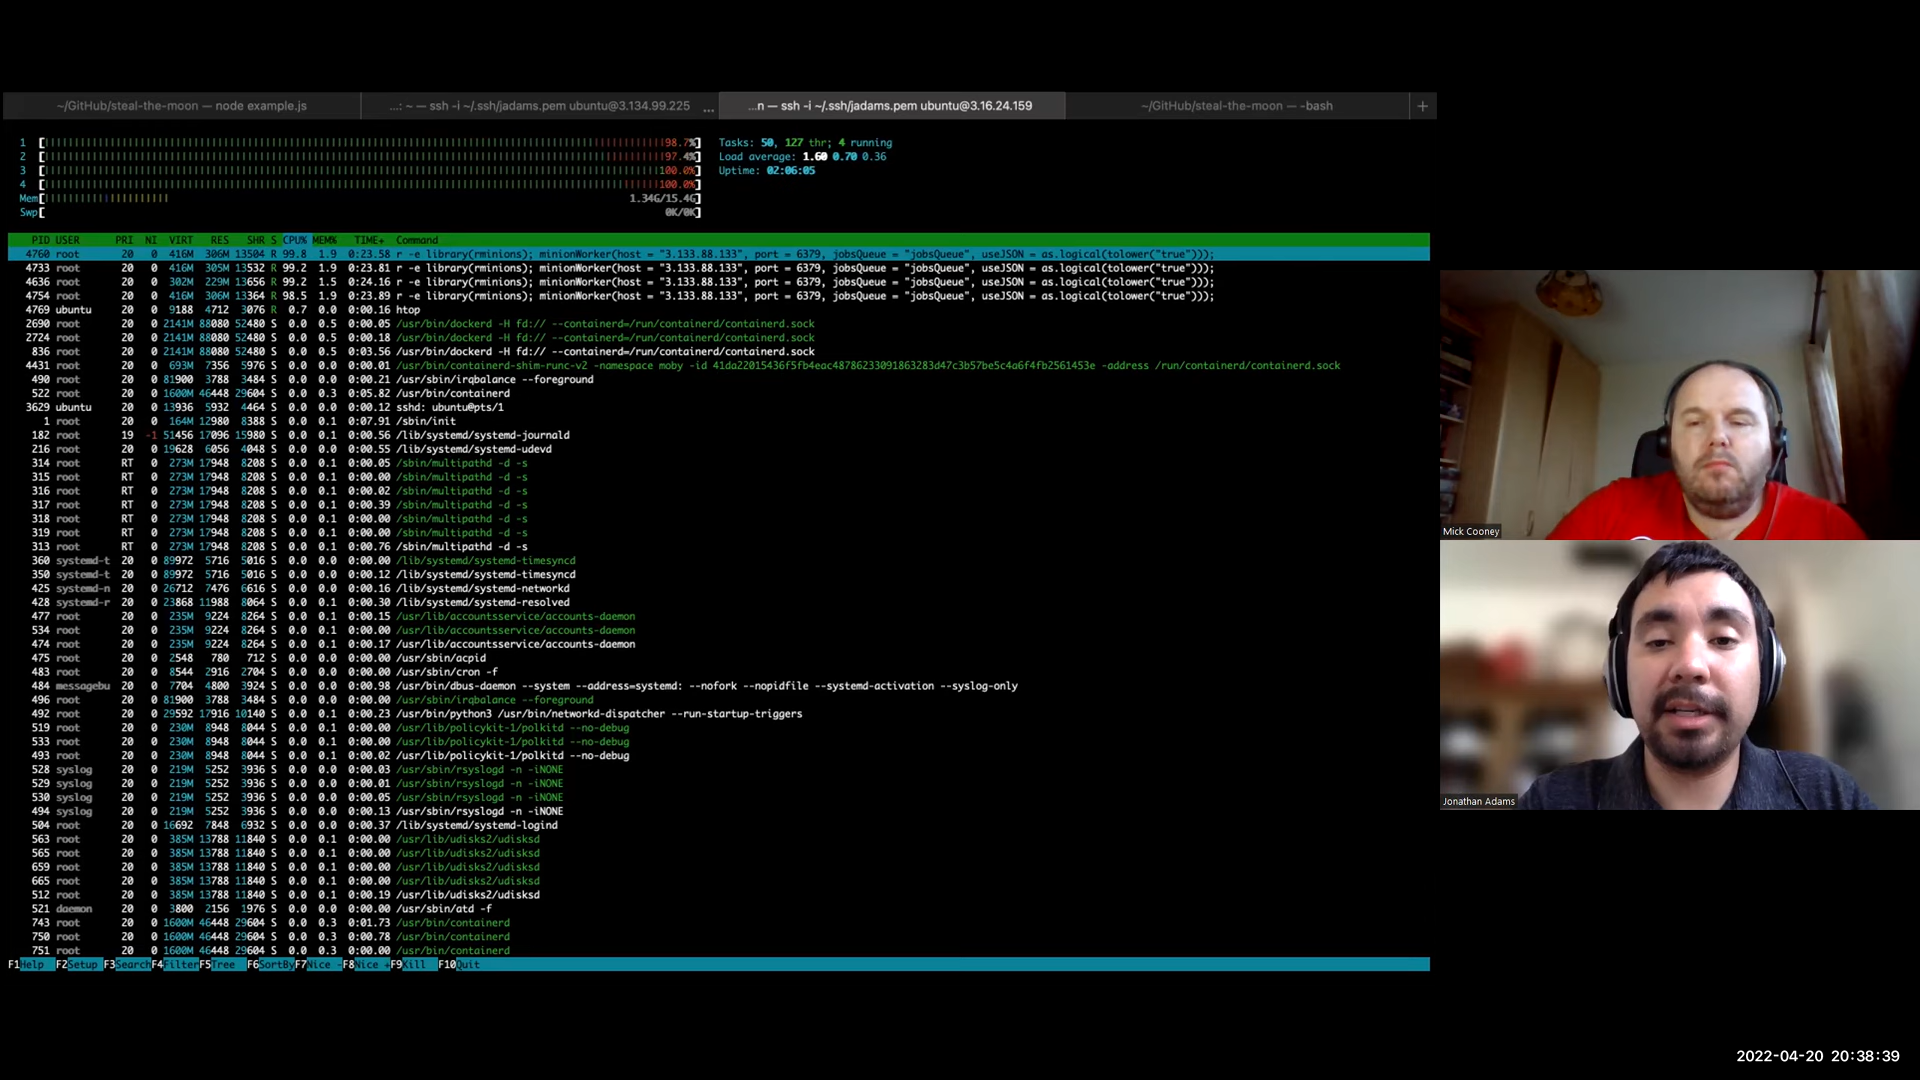 ~/GitHub/steal-the-moon — node example.js ...: ~ — ssh -i ~/.ssh/jadams.pem ubuntu@3.134.99.225 ... ...n — ssh -i ~/.ssh/jadams.pem ubuntu@3.16.24.159 ~/GitHub/steal-the-moon — -bash +
1 [98.7%] Tasks: 50, 127 thr; 4 running
2 [97.4%] Load average: 1.60 0.70 0.36
3 [100.0%] Uptime: 02:06:05
4 [100.0%]
Mem[1.34G/15.4G]
Swp[0K/0K]
PID USER PRI NI VIRT RES SHR S CPU% MEM% TIME+ Command
4760 root 20 0 416M 306M 13504 R 99.8 1.9 0:23.58 r -e library(rminions); minionWorker(host = "3.133.88.133", port = 6379, jobsQueue = "jobsQueue", useJSON = as.logical(tolower("true")));
4733 root 20 0 416M 305M 13532 R 99.2 1.9 0:23.81 r -e library(rminions); minionWorker(host = "3.133.88.133", port = 6379, jobsQueue = "jobsQueue", useJSON = as.logical(tolower("true")));
4636 root 20 0 302M 229M 13656 R 99.2 1.5 0:24.16 r -e library(rminions); minionWorker(host = "3.133.88.133", port = 6379, jobsQueue = "jobsQueue", useJSON = as.logical(tolower("true")));
4754 root 20 0 416M 306M 13364 R 98.5 1.9 0:23.89 r -e library(rminions); minionWorker(host = "3.133.88.133", port = 6379, jobsQueue = "jobsQueue", useJSON = as.logical(tolower("true")));
4769 ubuntu 20 0 9188 4712 3076 R 0.7 0.0 0:00.16 htop
2690 root 20 0 2141M 88080 52480 S 0.0 0.5 0:00.05 /usr/bin/dockerd -H fd:// --containerd=/run/containerd/containerd.sock
2724 root 20 0 2141M 88080 52480 S 0.0 0.5 0:00.18 /usr/bin/dockerd -H fd:// --containerd=/run/containerd/containerd.sock
836 root 20 0 2141M 88080 52480 S 0.0 0.5 0:03.56 /usr/bin/dockerd -H fd:// --containerd=/run/containerd/containerd.sock
4431 root 20 0 693M 7356 5976 S 0.0 0.0 0:00.01 /usr/bin/containerd-shim-runc-v2 -namespace moby -id 41da22015436f5fb4eac48786233091863283d47c3b57be5c4a6f4fb2561453e -address /run/containerd/containerd.sock
490 root 20 0 81900 3788 3484 S 0.0 0.0 0:00.21 /usr/sbin/irqbalance --foreground
522 root 20 0 1600M 46448 29604 S 0.0 0.3 0:05.82 /usr/bin/containerd
3629 ubuntu 20 0 13936 5932 4464 S 0.0 0.0 0:00.12 sshd: ubuntu@pts/1
1 root 20 0 164M 12980 8388 S 0.0 0.1 0:07.91 /sbin/init
182 root 19 -1 51456 17096 15980 S 0.0 0.1 0:00.56 /lib/systemd/systemd-journald
216 root 20 0 19628 6056 4048 S 0.0 0.0 0:00.55 /lib/systemd/systemd-udevd
314 root RT 0 273M 17948 8208 S 0.0 0.1 0:00.05 /sbin/multipathd -d -s
315 root RT 0 273M 17948 8208 S 0.0 0.1 0:00.00 /sbin/multipathd -d -s
316 root RT 0 273M 17948 8208 S 0.0 0.1 0:00.02 /sbin/multipathd -d -s
317 root RT 0 273M 17948 8208 S 0.0 0.1 0:00.39 /sbin/multipathd -d -s
318 root RT 0 273M 17948 8208 S 0.0 0.1 0:00.00 /sbin/multipathd -d -s
319 root RT 0 273M 17948 8208 S 0.0 0.1 0:00.00 /sbin/multipathd -d -s
313 root RT 0 273M 17948 8208 S 0.0 0.1 0:00.76 /sbin/multipathd -d -s
360 systemd-t 20 0 89972 5716 5016 S 0.0 0.0 0:00.00 /lib/systemd/systemd-timesyncd
350 systemd-t 20 0 89972 5716 5016 S 0.0 0.0 0:00.12 /lib/systemd/systemd-timesyncd
425 systemd-n 20 0 26712 7476 6616 S 0.0 0.0 0:00.16 /lib/systemd/systemd-networkd
428 systemd-r 20 0 23868 11988 8064 S 0.0 0.1 0:00.30 /lib/systemd/systemd-resolved
477 root 20 0 235M 9224 8264 S 0.0 0.1 0:00.15 /usr/lib/accountsservice/accounts-daemon
534 root 20 0 235M 9224 8264 S 0.0 0.1 0:00.00 /usr/lib/accountsservice/accounts-daemon
474 root 20 0 235M 9224 8264 S 0.0 0.1 0:00.17 /usr/lib/accountsservice/accounts-daemon
475 root 20 0 2548 780 712 S 0.0 0.0 0:00.00 /usr/sbin/acpid
483 root 20 0 8544 2916 2704 S 0.0 0.0 0:00.00 /usr/sbin/cron -f
484 messagebu 20 0 7704 4800 3924 S 0.0 0.0 0:00.98 /usr/bin/dbus-daemon --system --address=systemd: --nofork --nopidfile --systemd-activation --syslog-only
496 root 20 0 81900 3788 3484 S 0.0 0.0 0:00.00 /usr/sbin/irqbalance --foreground
492 root 20 0 29592 17916 10140 S 0.0 0.1 0:00.23 /usr/bin/python3 /usr/bin/networkd-dispatcher --run-startup-triggers
519 root 20 0 230M 8948 8044 S 0.0 0.1 0:00.00 /usr/lib/policykit-1/polkitd --no-debug
533 root 20 0 230M 8948 8044 S 0.0 0.1 0:00.00 /usr/lib/policykit-1/polkitd --no-debug
493 root 20 0 230M 8948 8044 S 0.0 0.1 0:00.02 /usr/lib/policykit-1/polkitd --no-debug
528 syslog 20 0 219M 5252 3936 S 0.0 0.0 0:00.03 /usr/sbin/rsyslogd -n -iNONE
529 syslog 20 0 219M 5252 3936 S 0.0 0.0 0:00.01 /usr/sbin/rsyslogd -n -iNONE
530 syslog 20 0 219M 5252 3936 S 0.0 0.0 0:00.05 /usr/sbin/rsyslogd -n -iNONE
494 syslog 20 0 219M 5252 3936 S 0.0 0.0 0:00.13 /usr/sbin/rsyslogd -n -iNONE
504 root 20 0 16692 7848 6932 S 0.0 0.0 0:00.37 /lib/systemd/systemd-logind
563 root 20 0 385M 13788 11840 S 0.0 0.1 0:00.00 /usr/lib/udisks2/udisksd
565 root 20 0 385M 13788 11840 S 0.0 0.1 0:00.00 /usr/lib/udisks2/udisksd
659 root 20 0 385M 13788 11840 S 0.0 0.1 0:00.00 /usr/lib/udisks2/udisksd
665 root 20 0 385M 13788 11840 S 0.0 0.1 0:00.00 /usr/lib/udisks2/udisksd
512 root 20 0 385M 13788 11840 S 0.0 0.1 0:00.19 /usr/lib/udisks2/udisksd
521 daemon 20 0 3800 2156 1976 S 0.0 0.0 0:00.00 /usr/sbin/atd -f
743 root 20 0 1600M 46448 29604 S 0.0 0.3 0:01.73 /usr/bin/containerd
750 root 20 0 1600M 46448 29604 S 0.0 0.3 0:00.78 /usr/bin/containerd
751 root 20 0 1600M 46448 29604 S 0.0 0.3 0:00.00 /usr/bin/containerd
F1Help F2Setup F3SearchF4FilterF5Tree F6SortByF7Nice -F8Nice +F9Kill F10Quit
Mick Cooney
Jonathan Adams
2022-04-20 20:38:39